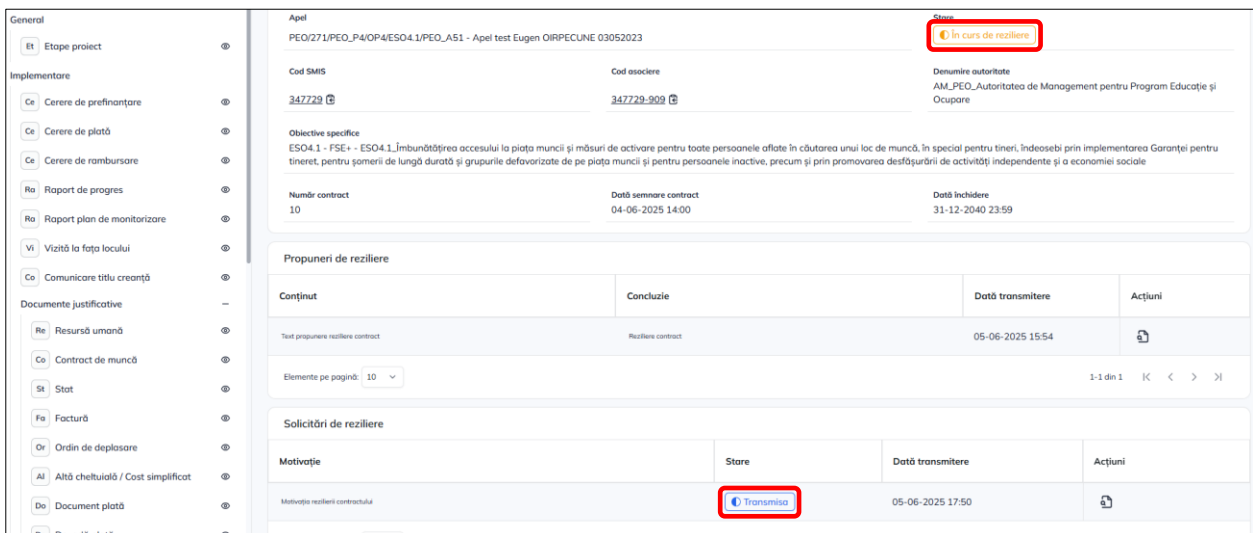 General
Et Etape proiect
Implementare
Ce Cerere de prefinanțare
Ce Cerere de plată
Ce Cerere de rambursare
Ra Raport de progres
Ra Raport plan de monitorizare
Vi Vizită la fața locului
Co Comunicare titlu creanță
Documente justificative
Re Resursă umană
Co Contract de muncă
St Stat
Fa Factură
Or Ordin de deplasare
Al Altă cheltuială / Cost simplificat
Do Document plată
Apel
PEO/271/PEO_P4/OP4/ESO4.1/PEO_A51 - Apel test Eugen OIRPECUNE 03052023
Stare
În curs de reziliere
Cod SMIS
347729
Cod asociere
347729-909
Denumire autoritate
AM_PEO_Autoritatea de Management pentru Program Educație și
Ocupare
Obiective specifice
ESO4.1 - FSE+ - ESO4.1_Îmbunătățirea accesului la piața muncii și măsuri de activare pentru toate persoanele aflate în căutarea unui loc de muncă, în special pentru tineri, îndeosebi prin implementarea Garanței pentru
tineret, pentru șomerii de lungă durată și grupurile defavorizate de pe piața muncii și pentru persoanele inactive, precum și prin promovarea desfășurării de activități independente și a economiei sociale
Număr contract
10
Dată semnare contract
04-06-2025 14:00
Dată închidere
31-12-2040 23:59
Propuneri de reziliere
Conținut Concluzie Dată transmitere Acțiuni
Text propunere reziliere contract Reziliere contract 05-06-2025 15:54
Elemente pe pagină: 10 1-1 din 1
Solicitări de reziliere
Motivație Stare Dată transmitere Acțiuni
Motivația rezilierii contractului Transmisa 05-06-2025 17:50